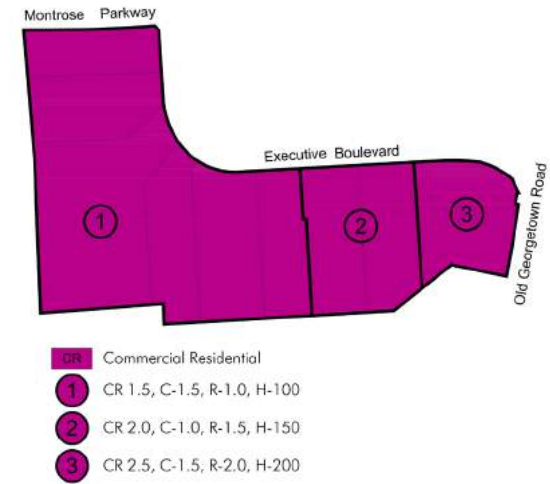 Montrose Parkway
Executive Boulevard
Old Georgetown Road
1
2
3
CR Commercial Residential
1 CR 1.5, C-1.5, R-1.0, H-100
2 CR 2.0, C-1.0, R-1.5, H-150
3 CR 2.5, C-1.5, R-2.0, H-200